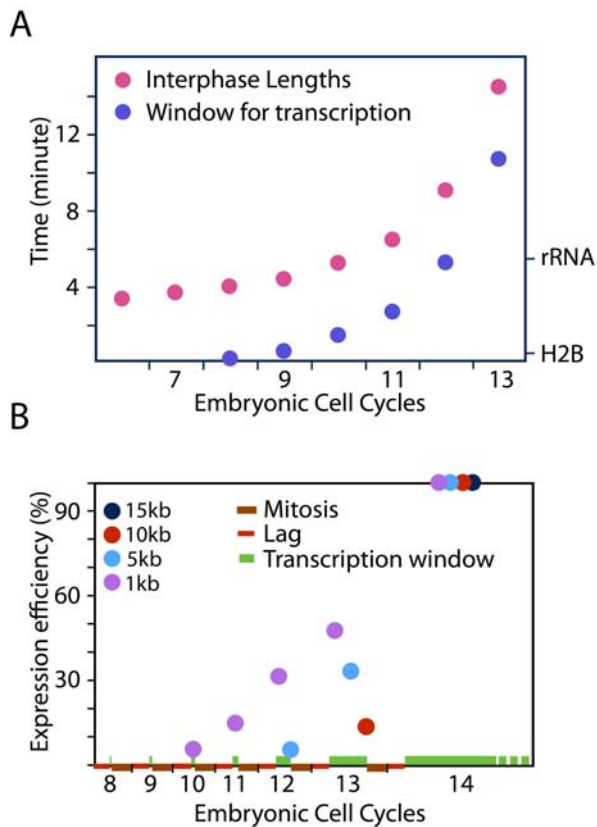 A
Interphase Lengths
Window for transcription
12
8
4
Time (minute)
rRNA
H2B
7 9 11 13
Embryonic Cell Cycles
B
90
60
30
Expression efficiency (%)
15kb
10kb
5kb
1kb
Mitosis
Lag
Transcription window
8 9 10 11 12 13 14
Embryonic Cell Cycles